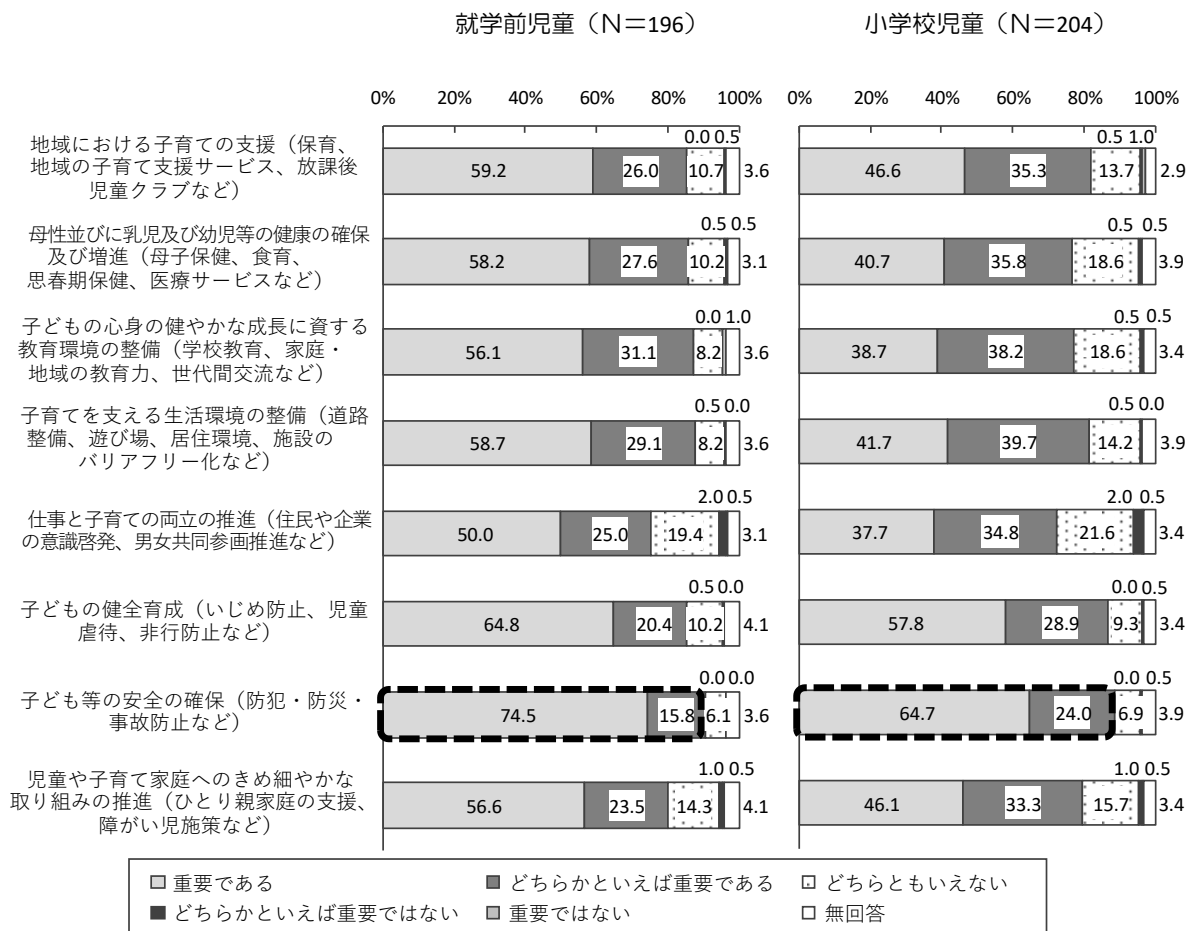 就学前児童（N＝196）
小学校児童（N＝204）
0% 20% 40% 60% 80% 100%
0% 20% 40% 60% 80% 100%
地域における子育ての支援（保育、
地域の子育て支援サービス、放課後
児童クラブなど）
0.0 0.5
59.2 26.0 10.7 3.6
0.5 1.0
46.6 35.3 13.7 2.9
母性並びに乳児及び幼児等の健康の確保
及び増進（母子保健、食育、
思春期保健、医療サービスなど）
0.5 0.5
58.2 27.6 10.2 3.1
0.5 0.5
40.7 35.8 18.6 3.9
子どもの心身の健やかな成長に資する
教育環境の整備（学校教育、家庭・
地域の教育力、世代間交流など）
0.0 1.0
56.1 31.1 8.2 3.6
0.5 0.5
38.7 38.2 18.6 3.4
子育てを支える生活環境の整備（道路
整備、遊び場、居住環境、施設の
バリアフリー化など）
0.5 0.0
58.7 29.1 8.2 3.6
0.5 0.0
41.7 39.7 14.2 3.9
仕事と子育ての両立の推進（住民や企業
の意識啓発、男女共同参画推進など）
2.0 0.5
50.0 25.0 19.4 3.1
2.0 0.5
37.7 34.8 21.6 3.4
子どもの健全育成（いじめ防止、児童
虐待、非行防止など）
0.5 0.0
64.8 20.4 10.2 4.1
0.0 0.5
57.8 28.9 9.3 3.4
子ども等の安全の確保（防犯・防災・
事故防止など）
0.0 0.0
74.5 15.8 6.1 3.6
0.0 0.5
64.7 24.0 6.9 3.9
児童や子育て家庭へのきめ細やかな
取り組みの推進（ひとり親家庭の支援、
障がい児施策など）
1.0 0.5
56.6 23.5 14.3 4.1
1.0 0.5
46.1 33.3 15.7 3.4
重要である どちらかといえば重要である どちらともいえない
どちらかといえば重要ではない 重要ではない 無回答